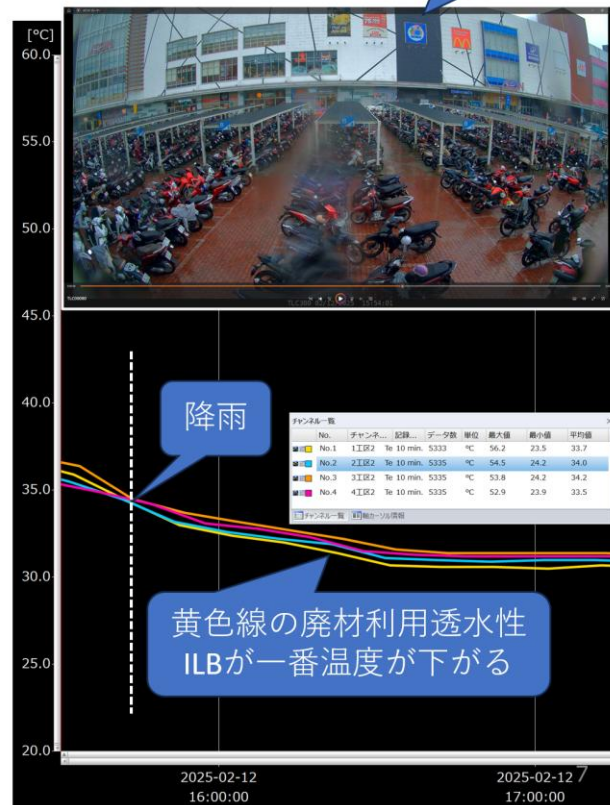 [°C]
60.0
55.0
50.0
45.0
40.0
35.0
30.0
25.0
20.0
降雨
チャンネル一覧
No. チャンネ... 記録... データ数 単位 最大値 最小値 平均値
No.1 1工区2 Te 10 min. 5333 °C 56.2 23.5 33.7
No.2 2工区2 Te 10 min. 5335 °C 54.5 24.2 34.0
No.3 3工区2 Te 10 min. 5335 °C 53.8 24.2 34.2
No.4 4工区2 Te 10 min. 5335 °C 52.9 23.9 33.5
チャンネル一覧
黄色線の廃材利用透水性
ILBが一番温度が下がる
2025-02-12
16:00:00
2025-02-12
17:00:00
7